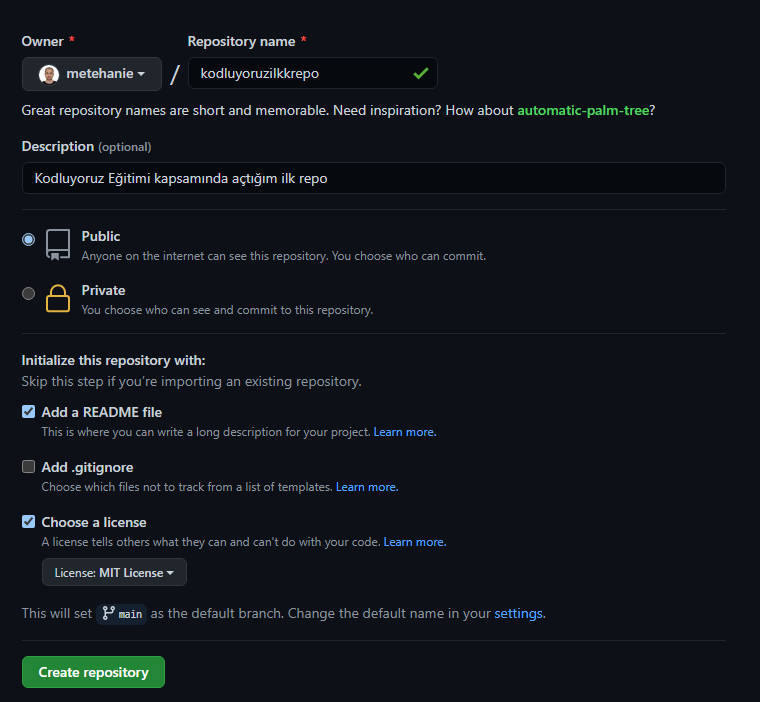 Owner * Repository name *
metehanie / kodluyoruzilkkrepo
Great repository names are short and memorable. Need inspiration? How about automatic-palm-tree?
Description (optional)
Kodluyoruz Eğitimi kapsamında açtığım ilk repo
Public
Anyone on the internet can see this repository. You choose who can commit.
Private
You choose who can see and commit to this repository.
Initialize this repository with:
Skip this step if you're importing an existing repository.
Add a README file
This is where you can write a long description for your project. Learn more.
Add .gitignore
Choose which files not to track from a list of templates. Learn more.
Choose a license
A license tells others what they can and can't do with your code. Learn more.
License: MIT License
This will set main as the default branch. Change the default name in your settings.
Create repository